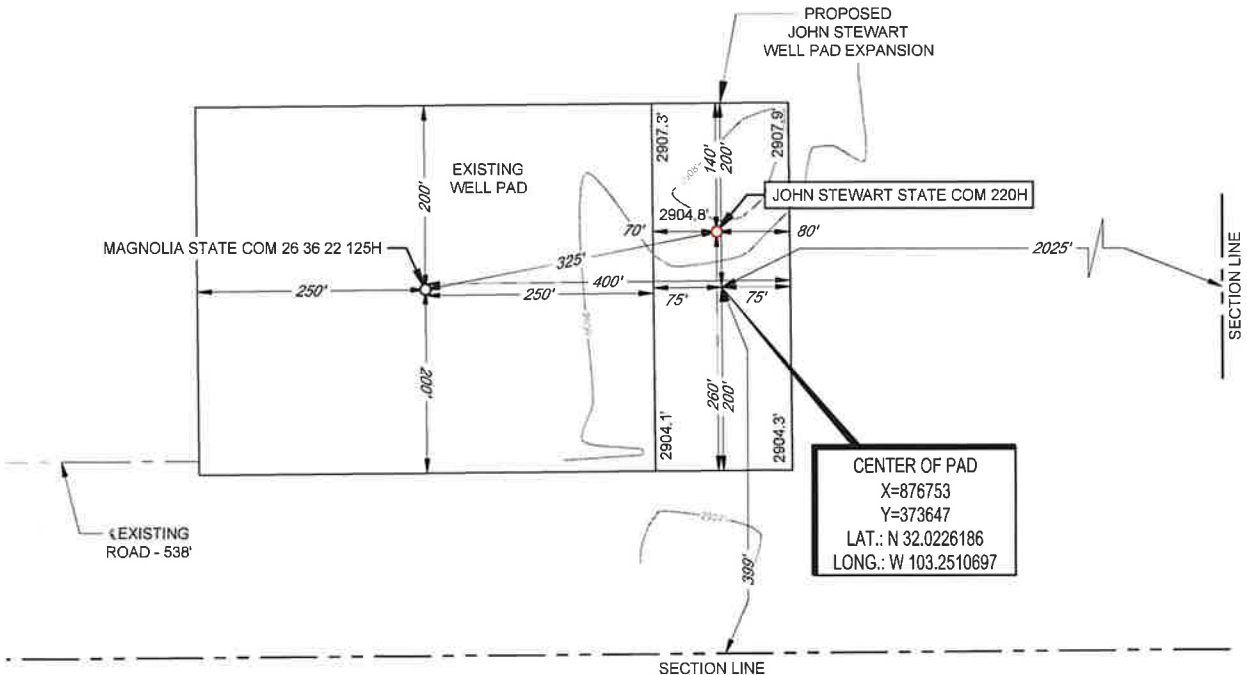 PROPOSED
JOHN STEWART
WELL PAD EXPANSION
EXISTING
WELL PAD
2907.3'
140'
200'
2907.9'
200'
JOHN STEWART STATE COM 220H
2904.8'
70'
80'
MAGNOLIA STATE COM 26 36 22 125H
325'
2025'
SECTION LINE
250'
400'
250'
75'
75'
200'
260'
200'
2904.1'
2904.3'
CENTER OF PAD
X=876753
Y=373647
LAT.: N 32.0226186
LONG.: W 103.2510697
EXISTING
ROAD - 538'
399'
SECTION LINE